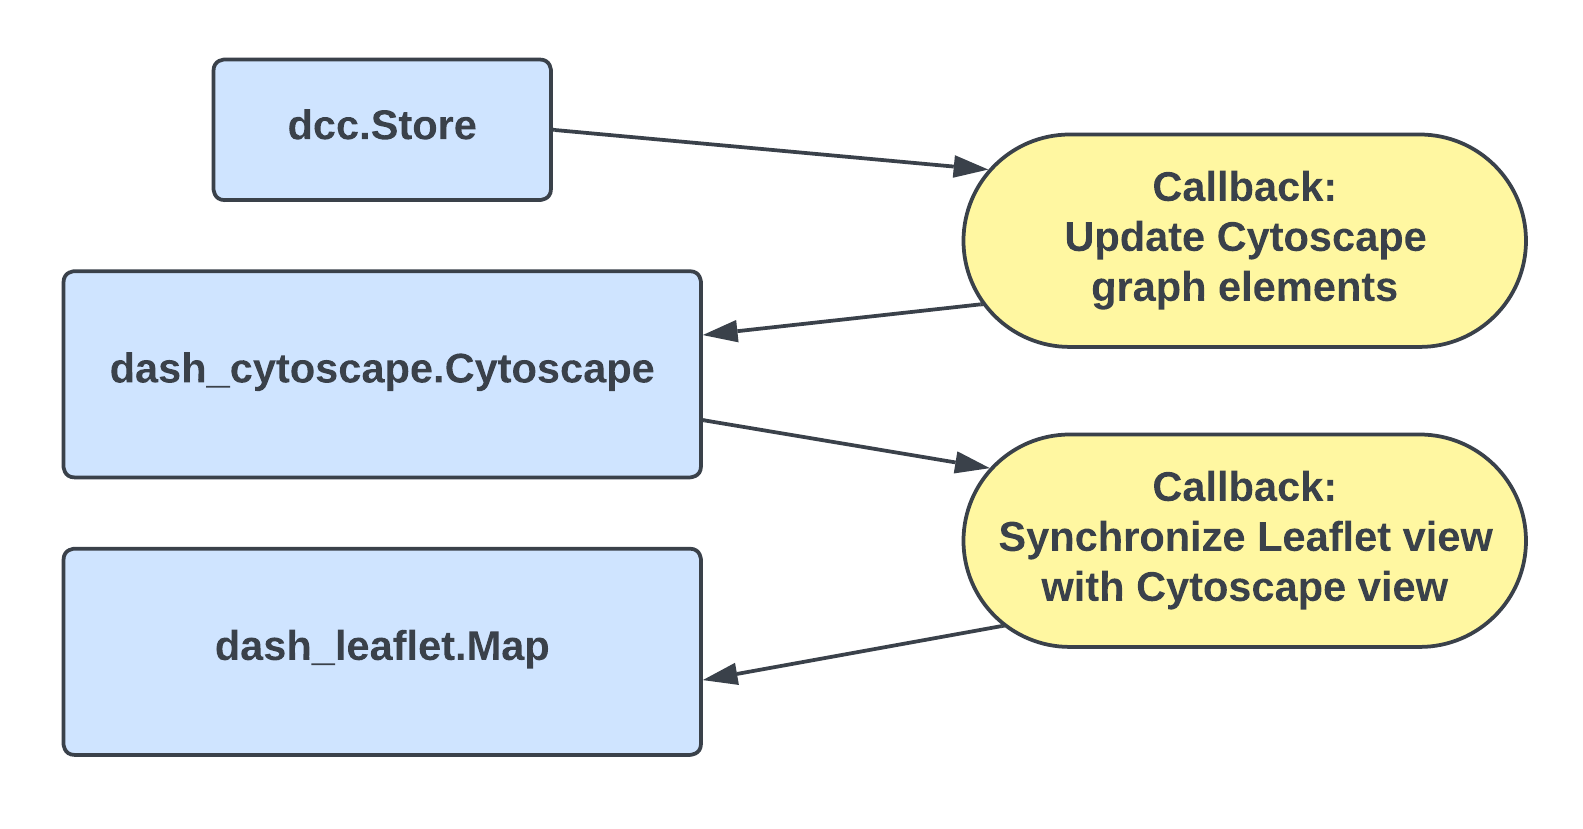 dcc.Store
Callback:
Update Cytoscape
graph elements
dash_cytoscape.Cytoscape
Callback:
Synchronize Leaflet view
with Cytoscape view
dash_leaflet.Map